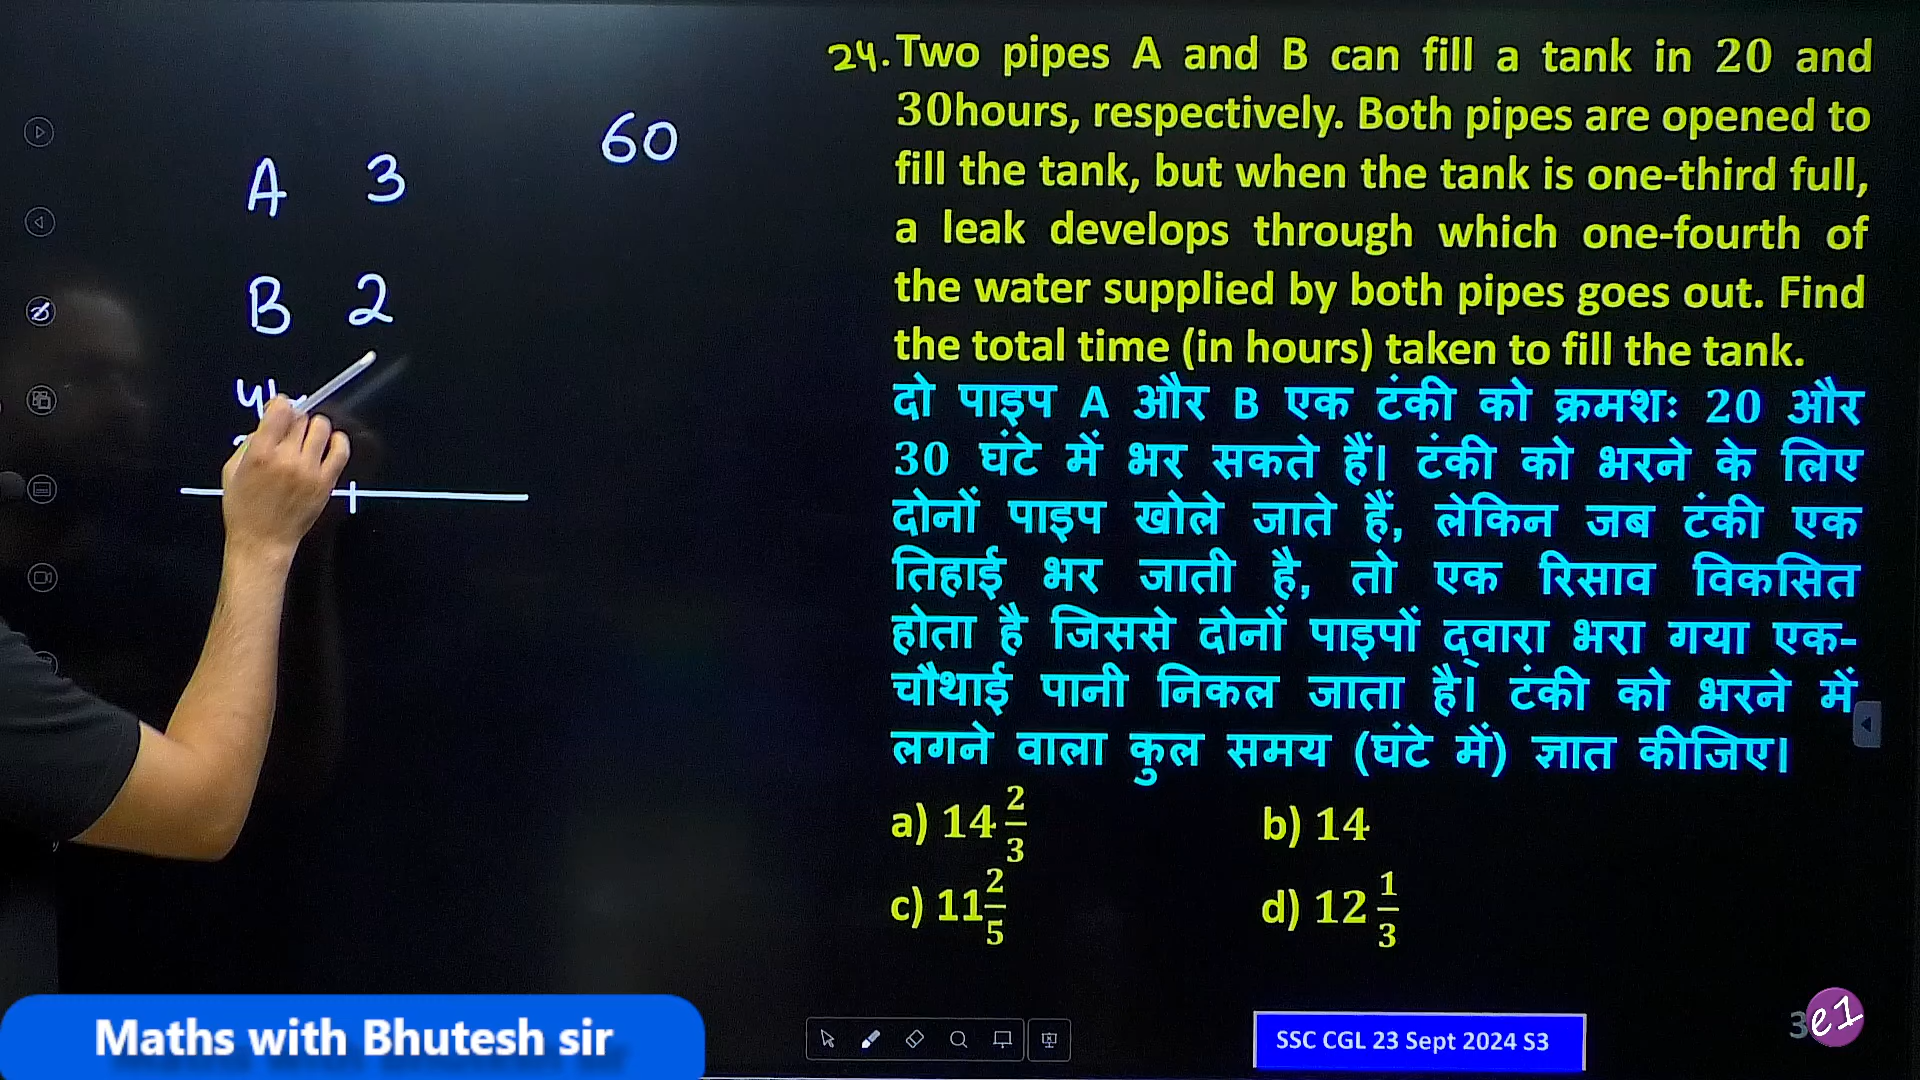 24. Two pipes A and B can fill a tank in 20 and
30hours, respectively. Both pipes are opened to
fill the tank, but when the tank is one-third full,
a leak develops through which one-fourth of
the water supplied by both pipes goes out. Find
the total time (in hours) taken to fill the tank.
दो पाइप A और B एक टंकी को क्रमशः 20 और
30 घंटे में भर सकते हैं। टंकी को भरने के लिए
दोनों पाइप खोले जाते हैं, लेकिन जब टंकी एक
तिहाई भर जाती है, तो एक रिसाव विकसित
होता है जिससे दोनों पाइपों द्वारा भरा गया एक-
चौथाई पानी निकल जाता है। टंकी को भरने में
लगने वाला कुल समय (घंटे में) ज्ञात कीजिए।
a) 14 2/3 b) 14
c) 11 2/5 d) 12 1/3
60
A 3
B 2
Maths with Bhutesh sir
SSC CGL 23 Sept 2024 S3
e1